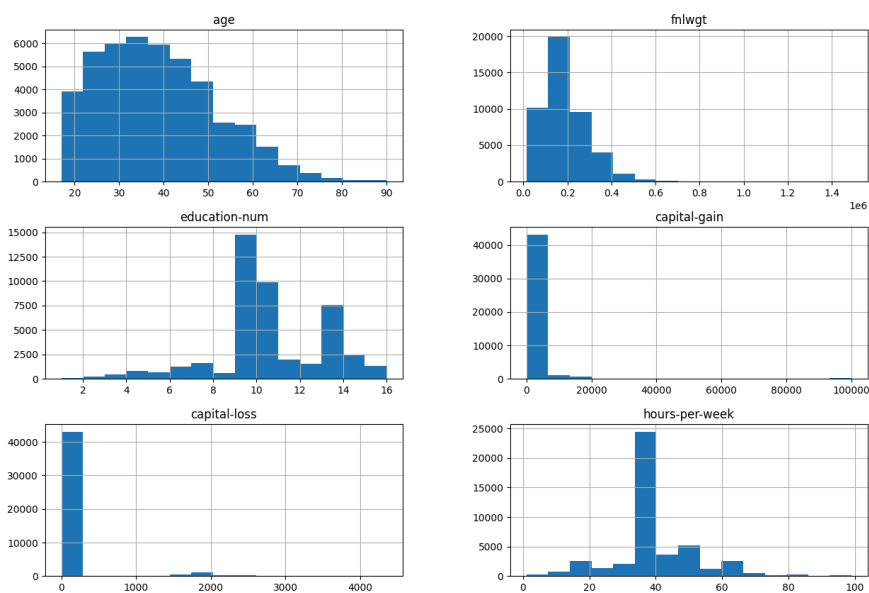 age
6000
5000
4000
3000
2000
1000
0
20 30 40 50 60 70 80 90
fnlwgt
20000
15000
10000
5000
0
0.0 0.2 0.4 0.6 0.8 1.0 1.2 1.4
1e6
education-num
15000
12500
10000
7500
5000
2500
0
2 4 6 8 10 12 14 16
capital-gain
40000
30000
20000
10000
0
0 20000 40000 60000 80000 100000
capital-loss
40000
30000
20000
10000
0
0 1000 2000 3000 4000
hours-per-week
25000
20000
15000
10000
5000
0
0 20 40 60 80 100